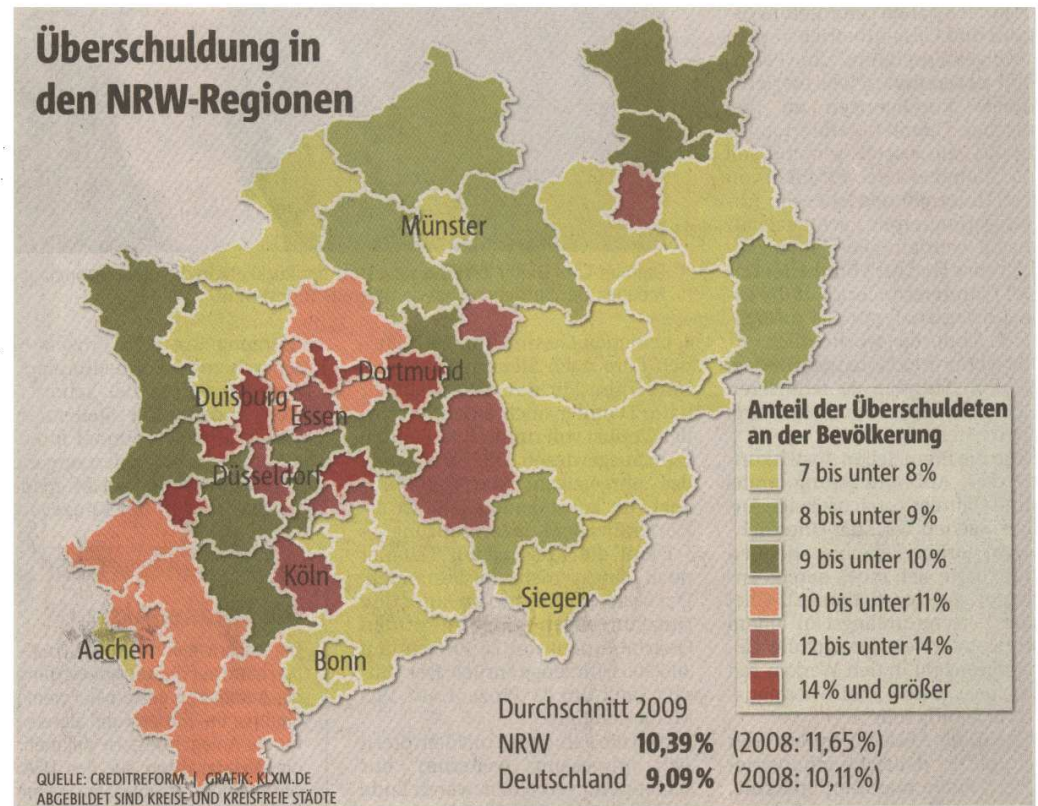 Überschuldung in
den NRW-Regionen
Münster
Duisburg
Dortmund
Essen
Düsseldorf
Köln
Siegen
Aachen
Bonn
Anteil der Überschuldeten
an der Bevölkerung
7 bis unter 8%
8 bis unter 9%
9 bis unter 10%
10 bis unter 11%
12 bis unter 14%
14% und größer
Durchschnitt 2009
NRW 10,39% (2008: 11,65%)
Deutschland 9,09% (2008: 10,11%)
QUELLE: CREDITREFORM | GRAFIK: KLXM.DE
ABGEBILDET SIND KREISE UND KREISFREIE STÄDTE